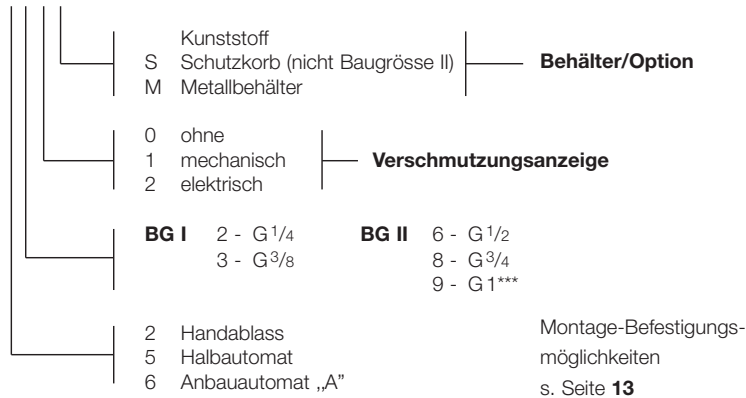 Kunststoff
S Schutzkorb (nicht Baugrösse II)
M Metallbehälter
Behälter/Option
0 ohne
1 mechanisch
2 elektrisch
Verschmutzungsanzeige
BG I 2 - G1/4 BG II 6 - G1/2
3 - G3/8 8 - G3/4
9 - G1***
2 Handablass
5 Halbautomat
6 Anbauautomat ,,A”
Montage-Befestigungs-
möglichkeiten
s. Seite 13